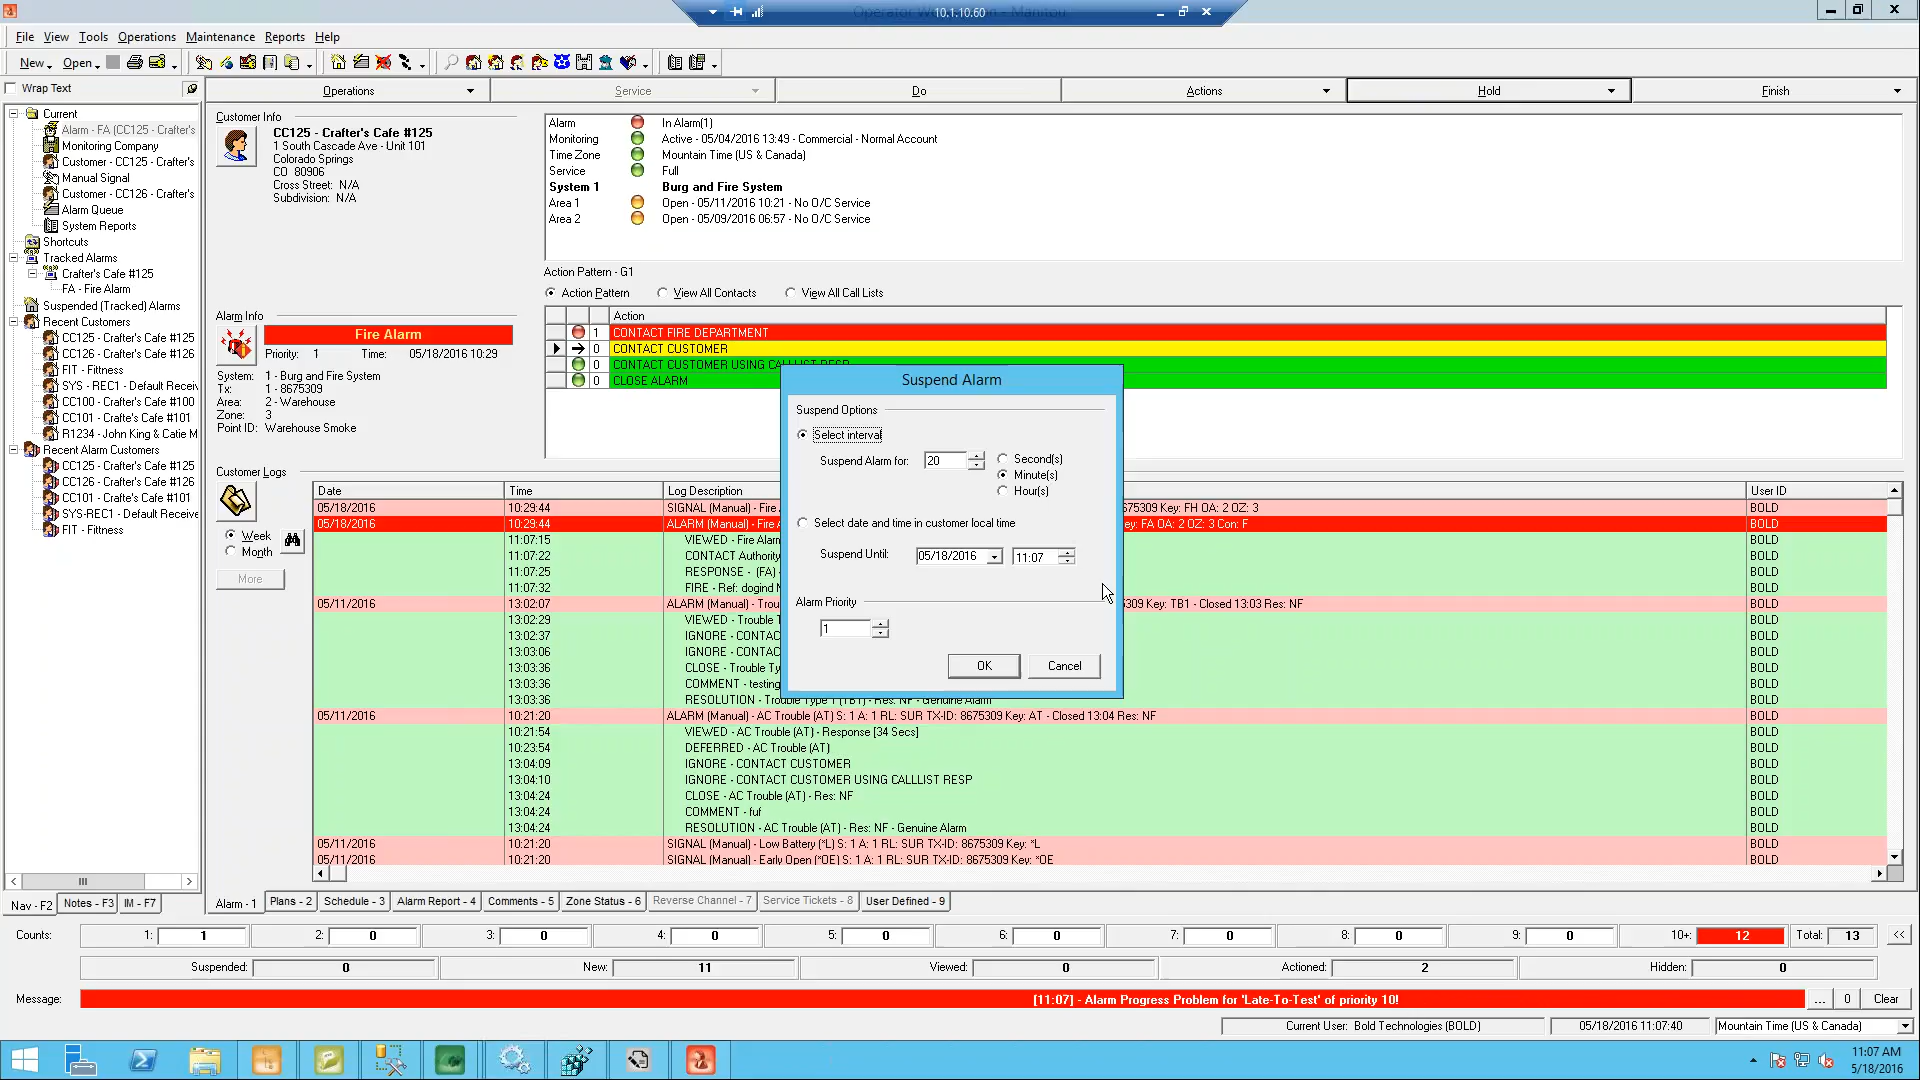 10.1.10.60
File View Tools Operations Maintenance Reports Help
New Open
Wrap Text
Operations Service Do Actions Hold Finish
Current
Alarm - FA (CC125 - Crafter's
Monitoring Company
Customer - CC125 - Crafter's
Manual Signal
Customer - CC126 - Crafter's
Alarm Queue
System Reports
Shortcuts
Tracked Alarms
Crafter's Cafe #125
FA - Fire Alarm
Suspended (Tracked) Alarms
Recent Customers
CC125 - Crafter's Cafe #125
CC126 - Crafter's Cafe #126
FIT - Fittness
SYS - REC1 - Default Receiv
CC100 - Crafter's Cafe #100
CC101 - Crafte's Cafe #101
R1234 - John King & Catie M
Recent Alarm Customers
CC125 - Crafter's Cafe #125
CC126 - Crafter's Cafe #126
CC101 - Crafte's Cafe #101
SYS-REC1 - Default Receive
FIT - Fittness
Nav - F2 Notes - F3 IM - F7
Customer Info
CC125 - Crafter's Cafe #125
1 South Cascade Ave - Unit 101
Colorado Springs
CO 80906
Cross Street: N/A
Subdivision: N/A
Alarm In Alarm(1)
Monitoring Active - 05/04/2016 13:49 - Commercial - Normal Account
Time Zone Mountain Time (US & Canada)
Service Full
System 1 Burg and Fire System
Area 1 Open - 05/11/2016 10:21 - No O/C Service
Area 2 Open - 05/09/2016 06:57 - No O/C Service
Action Pattern - G1
Action Pattern View All Contacts View All Call Lists
Action
1 CONTACT FIRE DEPARTMENT
0 CONTACT CUSTOMER
0 CONTACT CUSTOMER USING CALLLIST RESP
0 CLOSE ALARM
Alarm Info
Fire Alarm
Priority: 1 Time: 05/18/2016 10:29
System: 1 - Burg and Fire System
Tx: 1 - 8675309
Area: 2 - Warehouse
Zone: 3
Point ID: Warehouse Smoke
Suspend Alarm
Suspend Options
Select interval
Suspend Alarm for: 20 Second(s)
Minute(s)
Hour(s)
Select date and time in customer local time
Suspend Until: 05/18/2016 11:07
Alarm Priority
1
OK Cancel
Customer Logs
Week
Month
More
Date Time Log Description User ID
05/18/2016 10:29:44 SIGNAL (Manual) - Fire 675309 Key: FH OA: 2 OZ: 3 BOLD
05/18/2016 10:29:44 ALARM (Manual) - Fire A ey: FA OA: 2 OZ: 3 Con: F BOLD
11:07:15 VIEWED - Fire Alarm BOLD
11:07:22 CONTACT Authority BOLD
11:07:25 RESPONSE - (FA) - BOLD
11:07:32 FIRE - Ref: dogind BOLD
05/11/2016 13:02:07 ALARM (Manual) - Trou 5309 Key: TB1 - Closed 13:03 Res: NF BOLD
13:02:29 VIEWED - Trouble T BOLD
13:02:37 IGNORE - CONTAC BOLD
13:03:06 IGNORE - CONTAC BOLD
13:03:36 CLOSE - Trouble Ty BOLD
13:03:36 COMMENT - testing BOLD
13:03:36 RESOLUTION - Trouble Type 1 (TB1) - Res: NF - Genuine Alarm BOLD
05/11/2016 10:21:20 ALARM (Manual) - AC Trouble (AT) S: 1 A: 1 RL: SUR TX-ID: 8675309 Key: AT - Closed 13:04 Res: NF BOLD
10:21:54 VIEWED - AC Trouble (AT) - Response [34 Secs] BOLD
10:23:54 DEFERRED - AC Trouble (AT) BOLD
13:04:09 IGNORE - CONTACT CUSTOMER BOLD
13:04:10 IGNORE - CONTACT CUSTOMER USING CALLLIST RESP BOLD
13:04:24 CLOSE - AC Trouble (AT) - Res: NF BOLD
13:04:24 COMMENT - fuf BOLD
13:04:24 RESOLUTION - AC Trouble (AT) - Res: NF - Genuine Alarm BOLD
05/11/2016 10:21:20 SIGNAL (Manual) - Low Battery (*L) S: 1 A: 1 RL: SUR TX-ID: 8675309 Key: *L BOLD
05/11/2016 10:21:20 SIGNAL (Manual) - Early Open (*OE) S: 1 A: 1 RL: SUR TX-ID: 8675309 Key: *OE BOLD
Alarm - 1 Plans - 2 Schedule - 3 Alarm Report - 4 Comments - 5 Zone Status - 6 Reverse Channel - 7 Service Tickets - 8 User Defined - 9
Counts: 1: 1 2: 0 3: 0 4: 0 5: 0 6: 0 7: 0 8: 0 9: 0 10+: 12 Total: 13 <<
Suspended: 0 New: 11 Viewed: 0 Actioned: 2 Hidden: 0
Message: [11:07] - Alarm Progress Problem for 'Late-To-Test' of priority 10! ... 0 Clear
Current User: Bold Technologies (BOLD) 05/18/2016 11:07:40 Mountain Time (US & Canada)
11:07 AM
5/18/2016